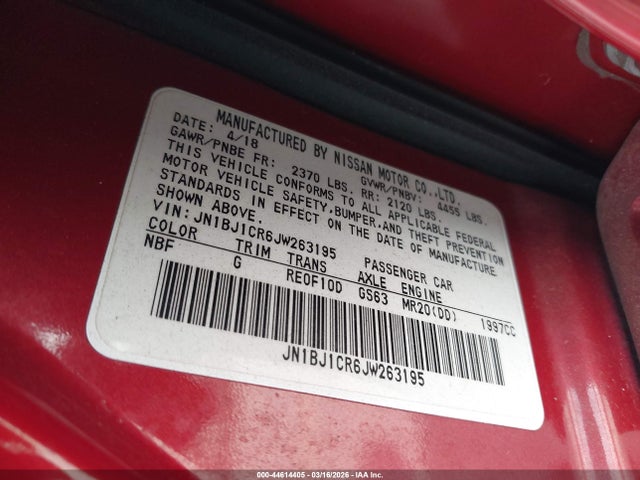 MANUFACTURED BY NISSAN MOTOR CO.,LTD.
DATE: 4/18 GVWR/PNBV: 4455 LBS.
GAWR/PNBE FR: 2370 LBS. RR: 2120 LBS.
THIS VEHICLE CONFORMS TO ALL APPLICABLE FEDERAL
MOTOR VEHICLE SAFETY,BUMPER,AND THEFT PREVENTION
STANDARDS IN EFFECT ON THE DATE OF MANUFACTURE
SHOWN ABOVE.
VIN: JN1BJ1CR6JW263195 PASSENGER CAR
COLOR TRIM TRANS AXLE ENGINE
NBF G RE0F10D GS63 MR20(DD) 1997CC
JN1BJ1CR6JW263195
000-44614405 - 03/16/2026 - IAA Inc.